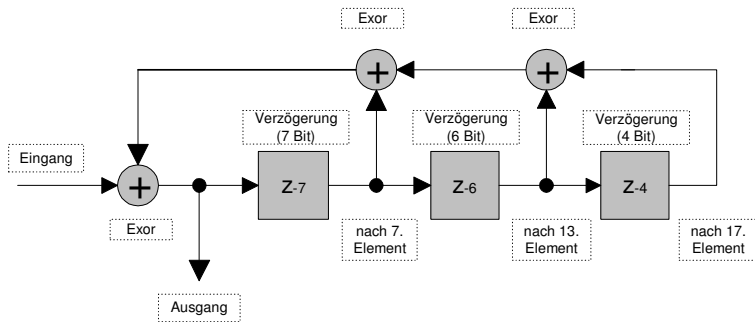 Exor
Exor
+
+
Verzögerung
(7 Bit)
Verzögerung
(6 Bit)
Verzögerung
(4 Bit)
Eingang
+
z-7
z-6
z-4
Exor
nach 7.
Element
nach 13.
Element
nach 17.
Element
Ausgang